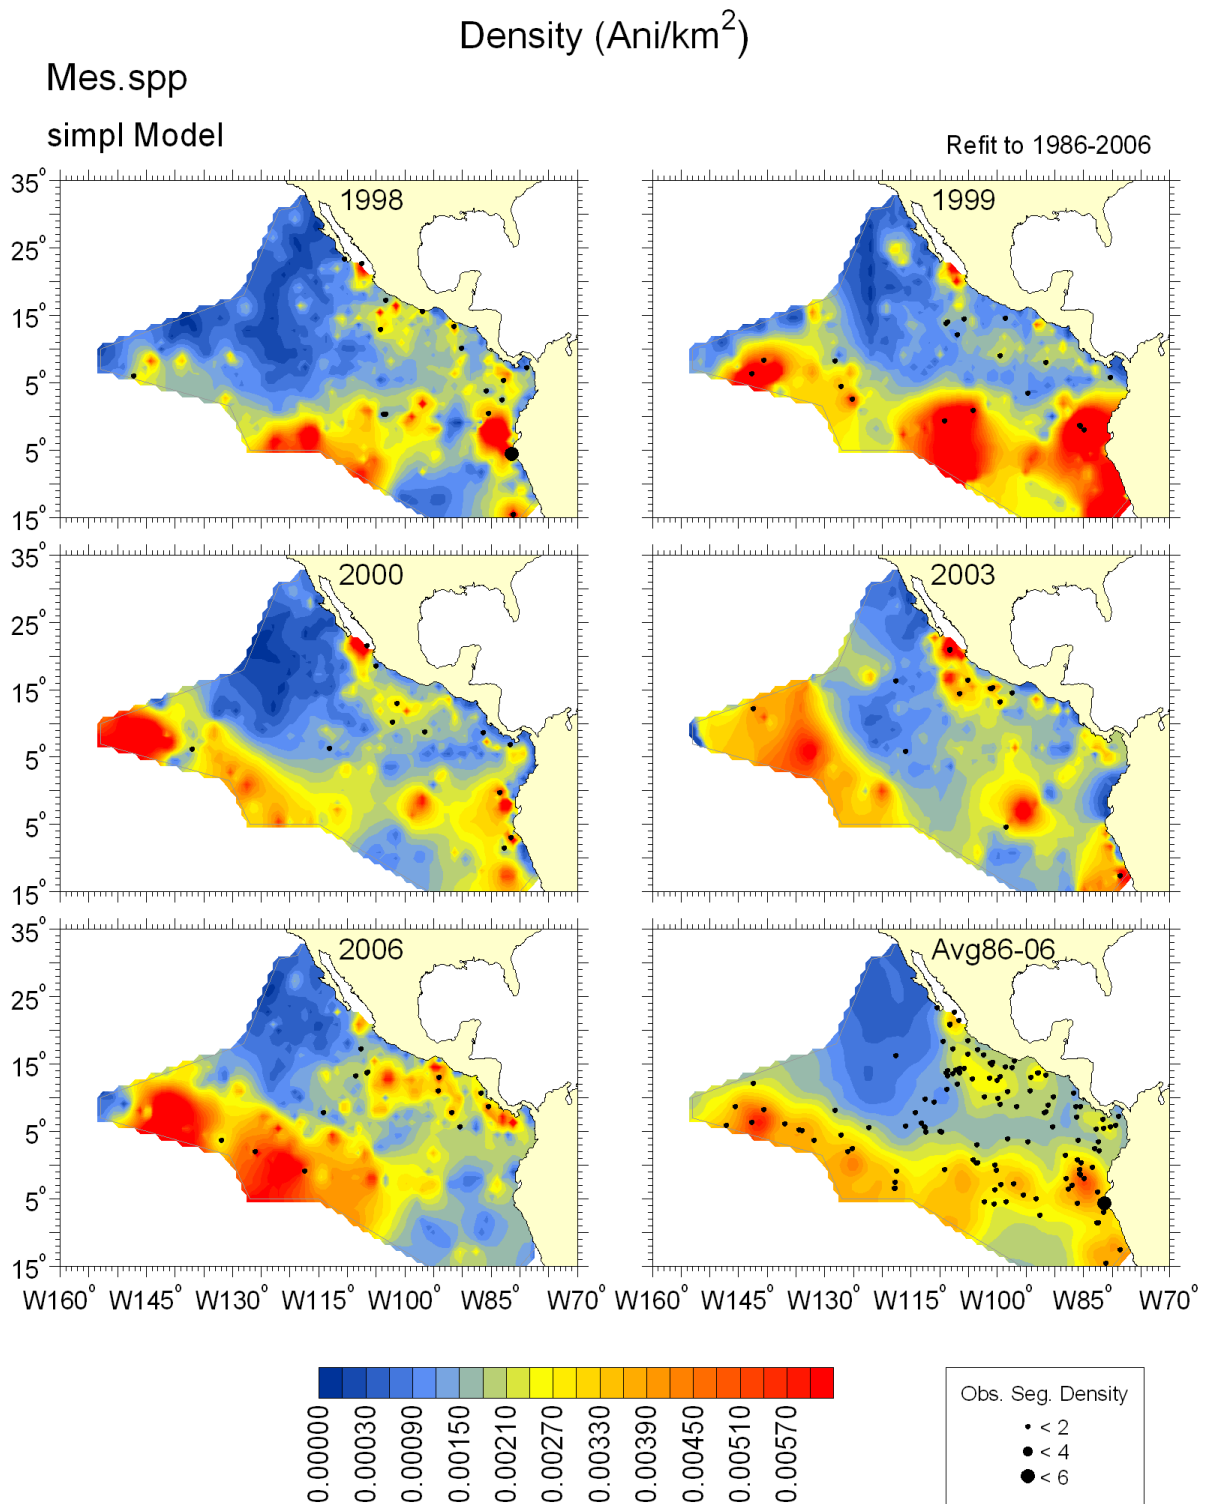 Density (Ani/km²)
Mes.spp
simpl Model
Refit to 1986-2006
1998
1999
35°
25°
15°
5°
5°
15°
2000
2003
35°
25°
15°
5°
5°
15°
2006
Avg86-06
35°
25°
15°
5°
5°
15°
W160° W145° W130° W115° W100° W85° W70°
W160° W145° W130° W115° W100° W85° W70°
0.00000 0.00030 0.00090 0.00150 0.00210 0.00270 0.00330 0.00390 0.00450 0.00510 0.00570
Obs. Seg. Density
< 2
< 4
< 6